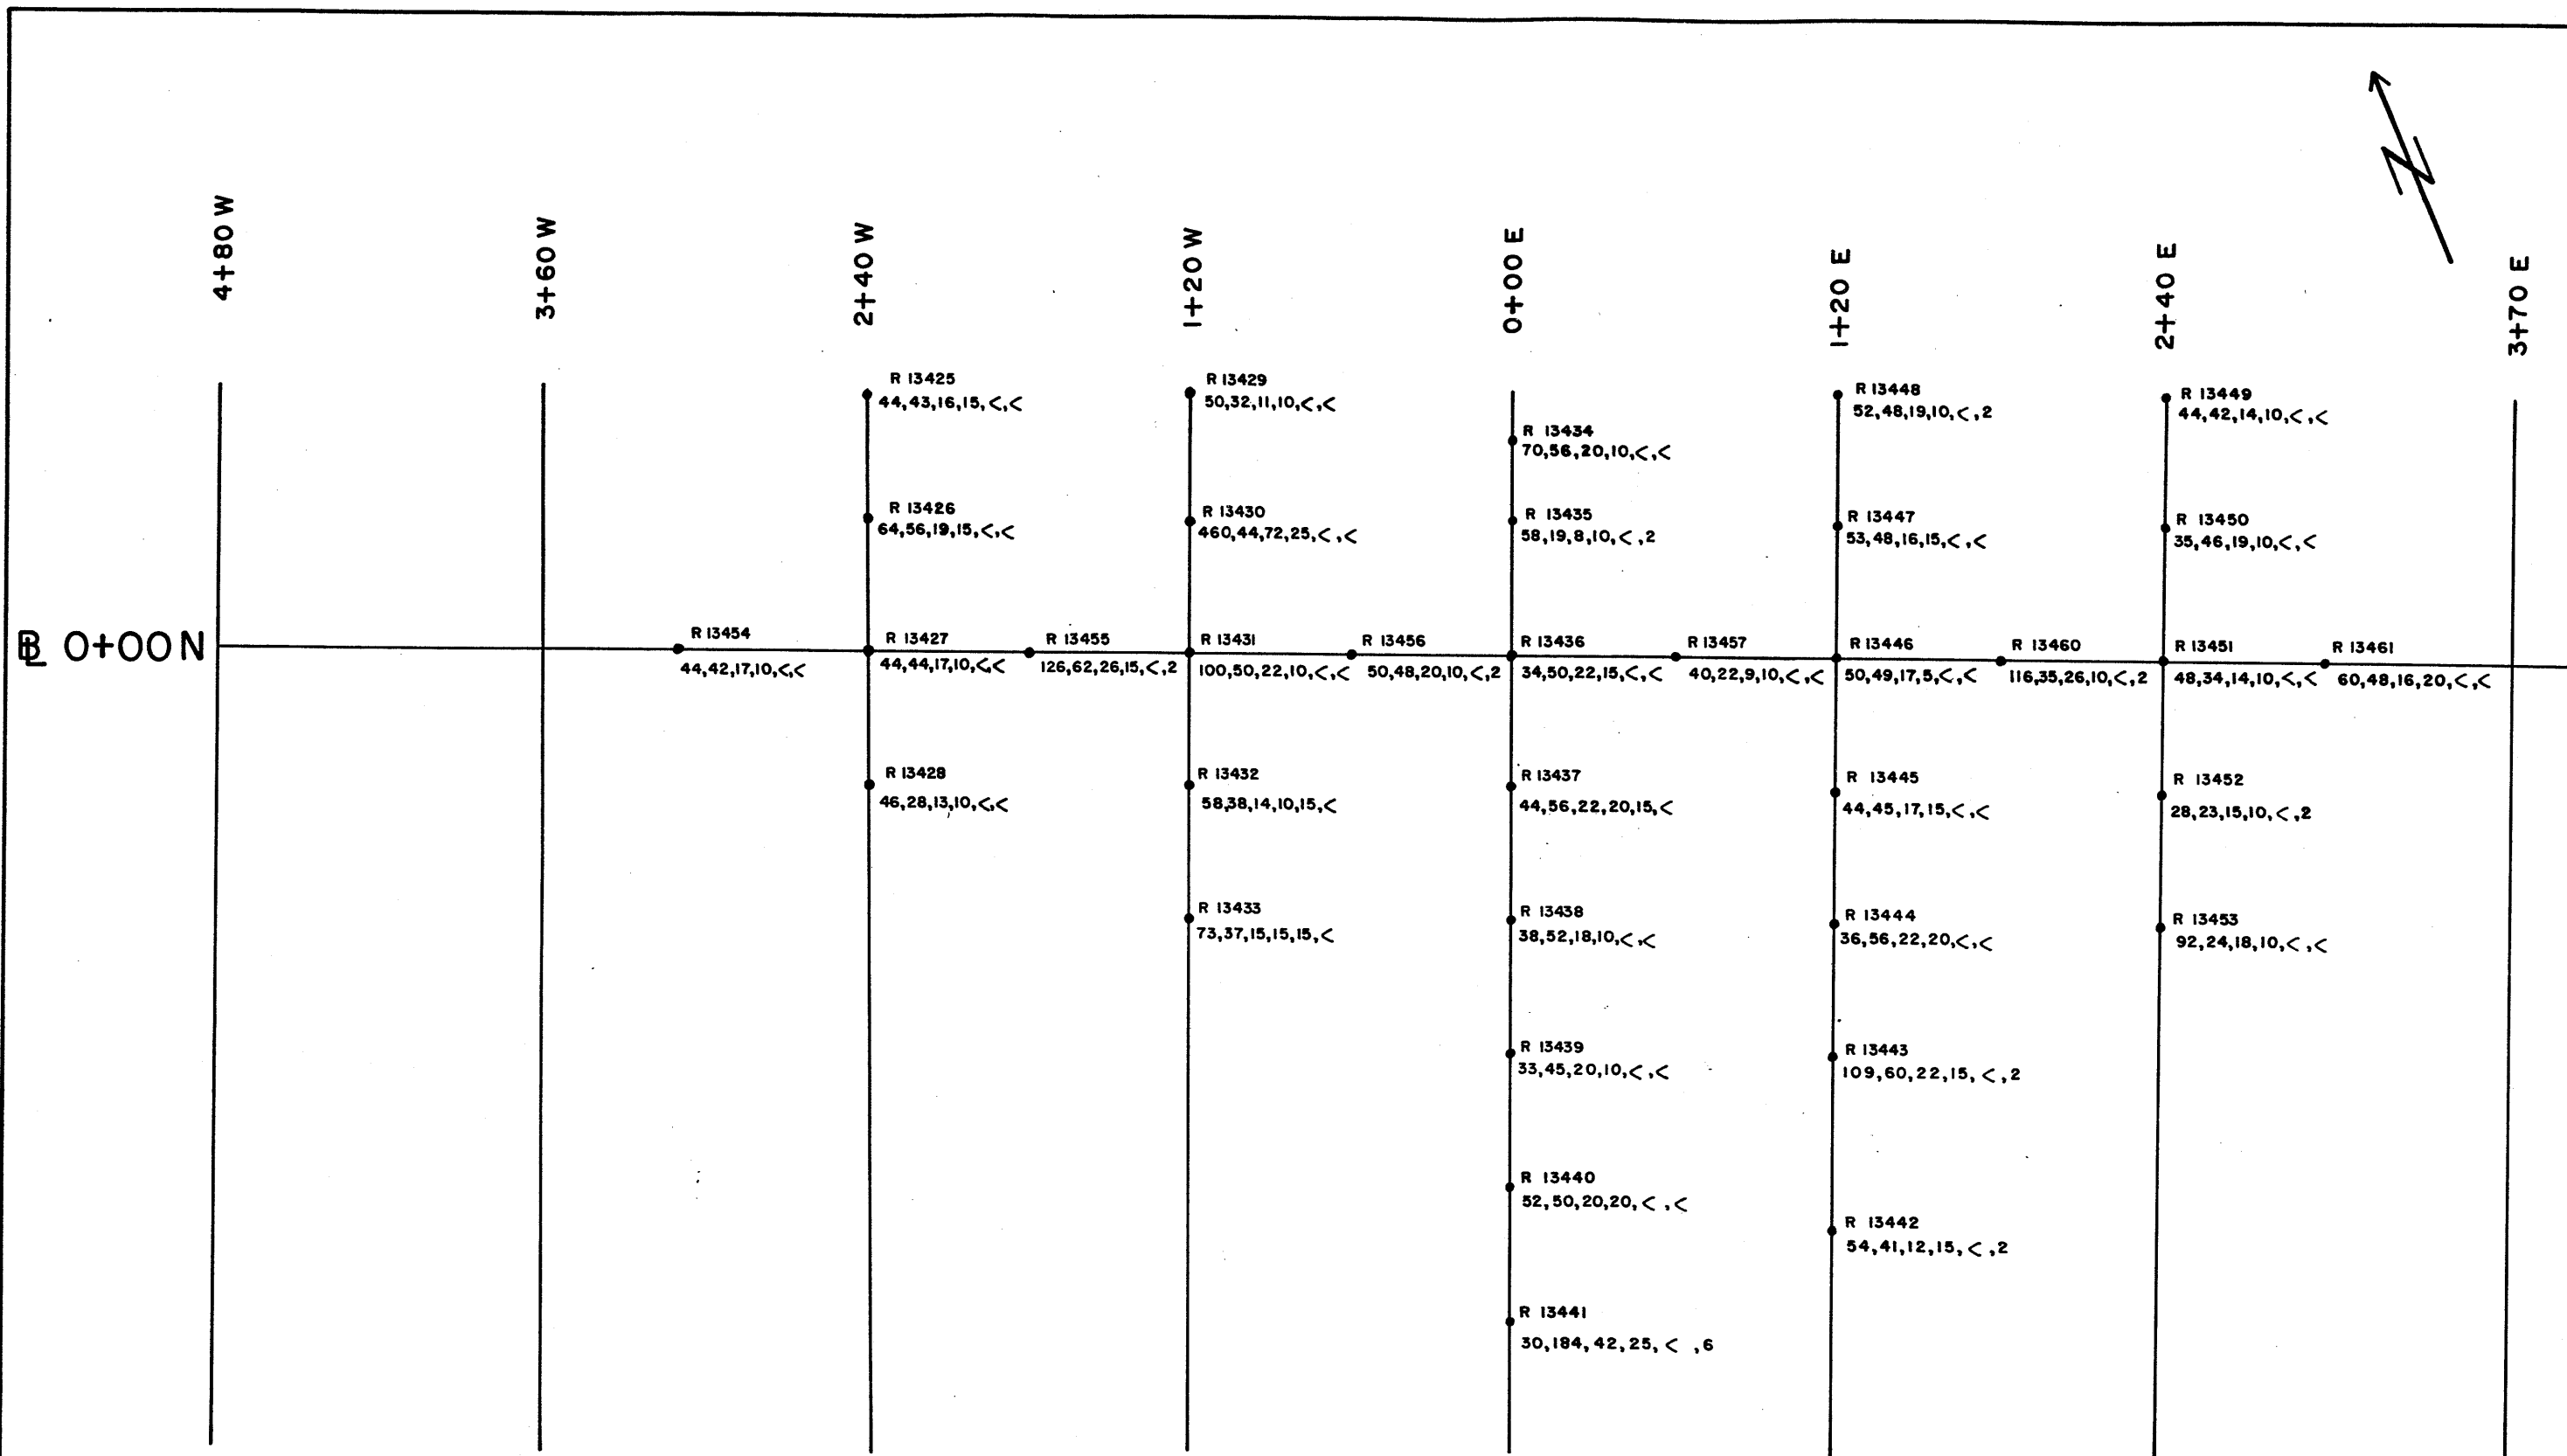 4+80 W
3+60 W
2+40 W
1+20 W
0+00 E
1+20 E
2+40 E
3+70 E
N
R 13425
44,43,16,15,<,<
R 13429
50,32,11,10,<,<
R 13448
52,48,19,10,<,2
R 13449
44,42,14,10,<,<
R 13434
70,56,20,10,<,<
R 13426
64,56,19,15,<,<
R 13430
460,44,72,25,<,<
R 13435
58,19,8,10,<,2
R 13447
53,48,16,15,<,<
R 13450
35,46,19,10,<,<
BL 0+00N
R 13454
44,42,17,10,<,<
R 13427
44,44,17,10,<,<
R 13455
126,62,26,15,<,2
R 13431
100,50,22,10,<,<
R 13456
50,48,20,10,<,2
R 13436
34,50,22,15,<,<
R 13457
40,22,9,10,<,<
R 13446
50,49,17,5,<,<
R 13460
116,35,26,10,<,2
R 13451
48,34,14,10,<,<
R 13461
60,48,16,20,<,<
R 13428
46,28,13,10,<,<
R 13432
58,38,14,10,15,<
R 13437
44,56,22,20,15,<
R 13445
44,45,17,15,<,<
R 13452
28,23,15,10,<,2
R 13433
73,37,15,15,15,<
R 13438
38,52,18,10,<,<
R 13444
36,56,22,20,<,<
R 13453
92,24,18,10,<,<
R 13439
33,45,20,10,<,<
R 13443
109,60,22,15,<,2
R 13440
52,50,20,20,<,<
R 13442
54,41,12,15,<,2
R 13441
30,184,42,25,<,6